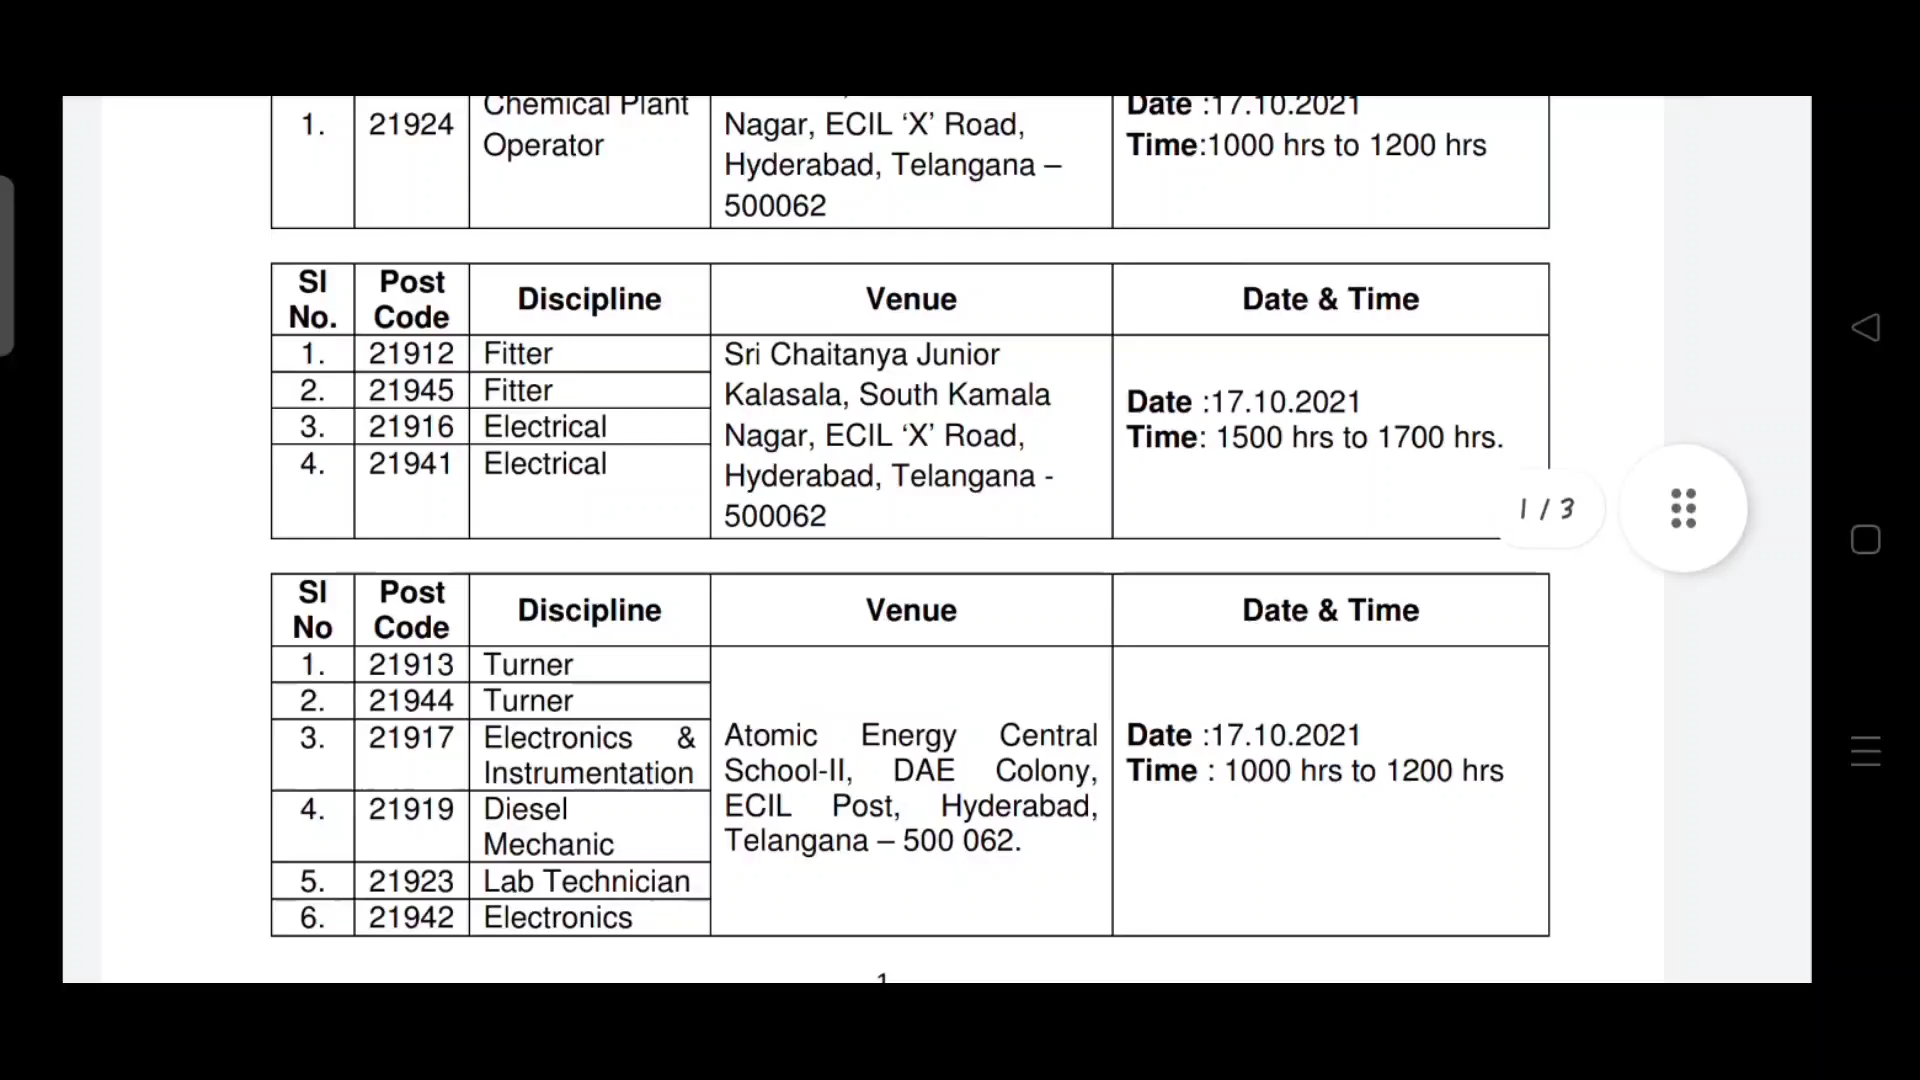 1. 21924 Chemical Plant Operator Nagar, ECIL ‘X’ Road, Hyderabad, Telangana – 500062 Date :17.10.2021 Time:1000 hrs to 1200 hrs
Sl No. Post Code Discipline Venue Date & Time
1. 21912 Fitter
2. 21945 Fitter
3. 21916 Electrical
4. 21941 Electrical
Sri Chaitanya Junior
Kalasala, South Kamala
Nagar, ECIL ‘X’ Road,
Hyderabad, Telangana -
500062
Date :17.10.2021
Time: 1500 hrs to 1700 hrs.
1 / 3
Sl No Post Code Discipline Venue Date & Time
1. 21913 Turner
2. 21944 Turner
3. 21917 Electronics & Instrumentation
4. 21919 Diesel Mechanic
5. 21923 Lab Technician
6. 21942 Electronics
Atomic Energy Central
School-II, DAE Colony,
ECIL Post, Hyderabad,
Telangana – 500 062.
Date :17.10.2021
Time : 1000 hrs to 1200 hrs
1